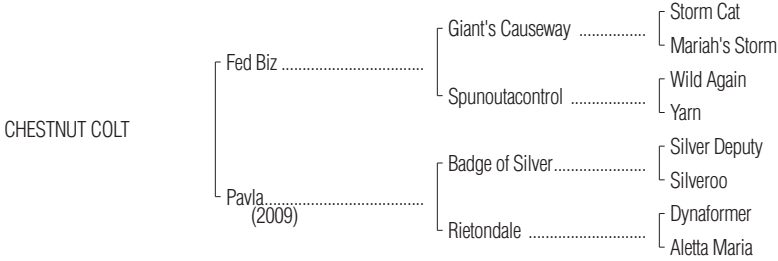 Storm Cat
Giant's Causeway ................
Mariah's Storm
Fed Biz ..................................
Wild Again
Spunoutacontrol ..................
Yarn
CHESTNUT COLT
Silver Deputy
Badge of Silver......................
Silveroo
Pavla......................................
(2009)
Dynaformer
Rietondale ............................
Aletta Maria